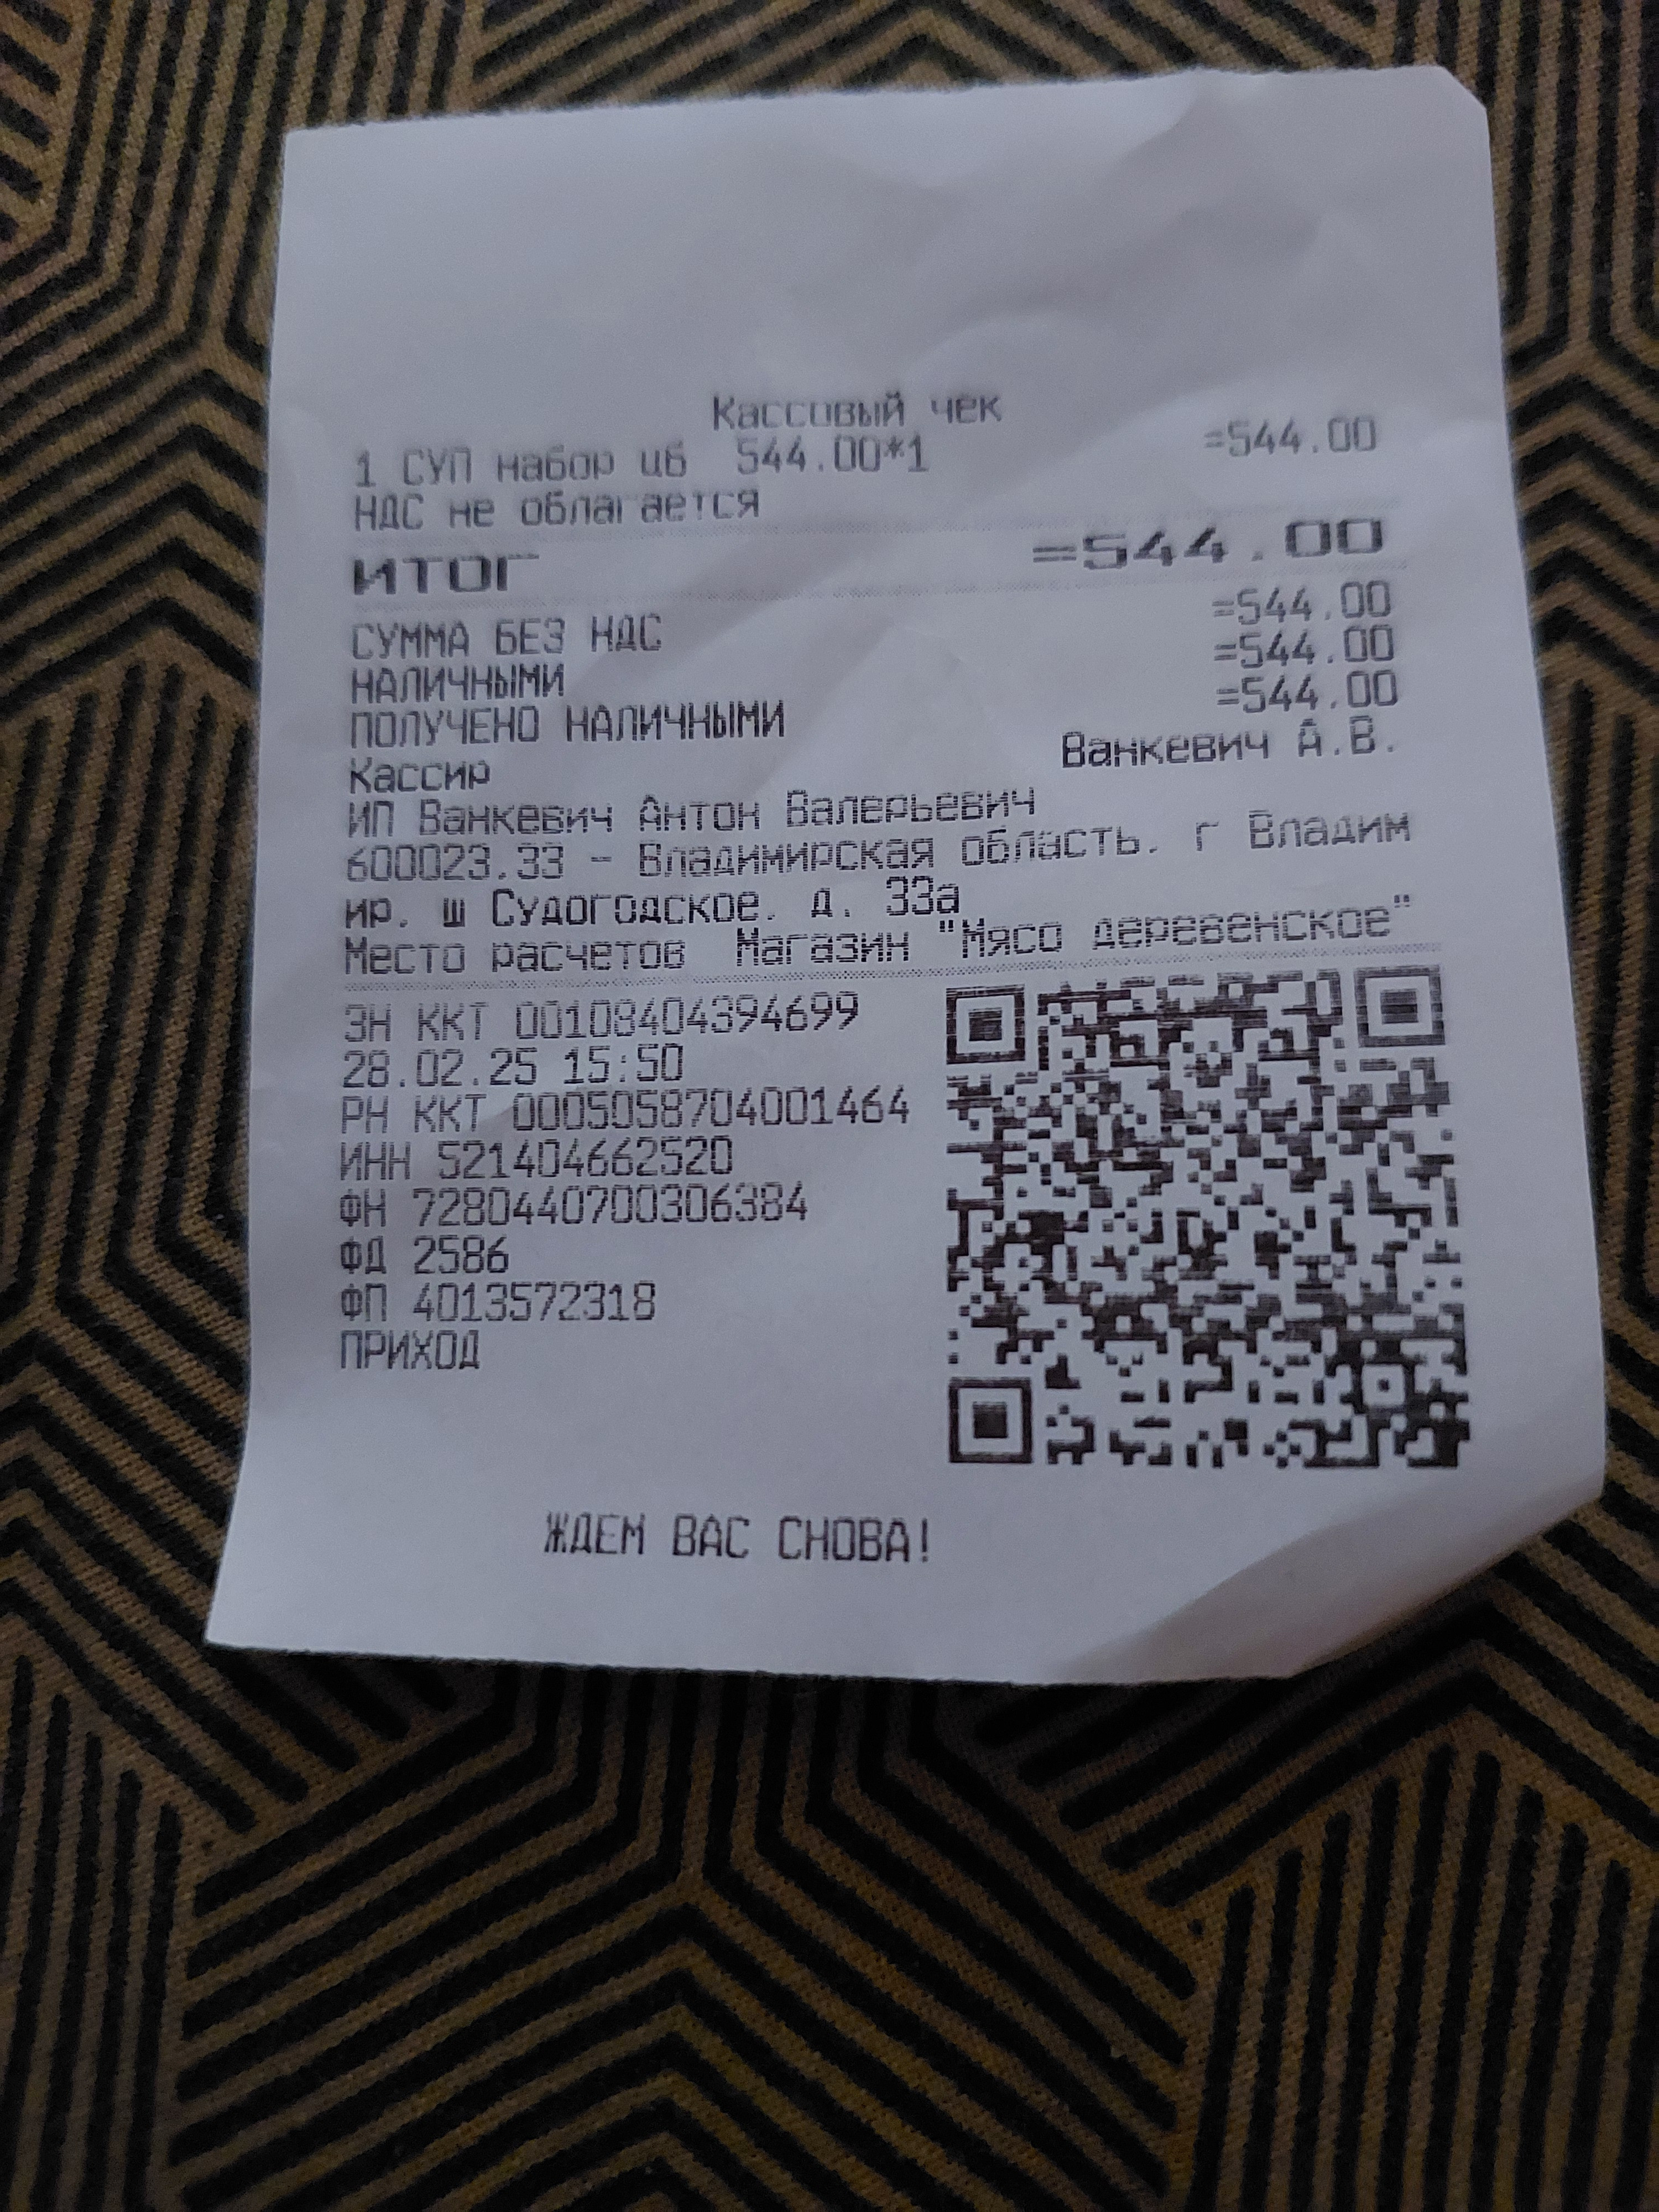 Кассовый чек
1 СУП набор цб 544.00*1 =544.00
НДС не облагается
ИТОГ =544.00
СУММА БЕЗ НДС =544.00
НАЛИЧНЫМИ =544.00
ПОЛУЧЕНО НАЛИЧНЫМИ =544.00
Кассир Ванкевич А.В.
ИП Ванкевич Антон Валерьевич
600023.33 - Владимирская область. г Владим
ир. ш Судогодское. д. 33а
Место расчетов Магазин "Мясо деревенское"
ЗН ККТ 00108404394699
28.02.25 15:50
РН ККТ 0005058704001464
ИНН 521404662520
ФН 7280440700306384
ФД 2586
ФП 4013572318
ПРИХОД
ЖДЕМ ВАС СНОВА!